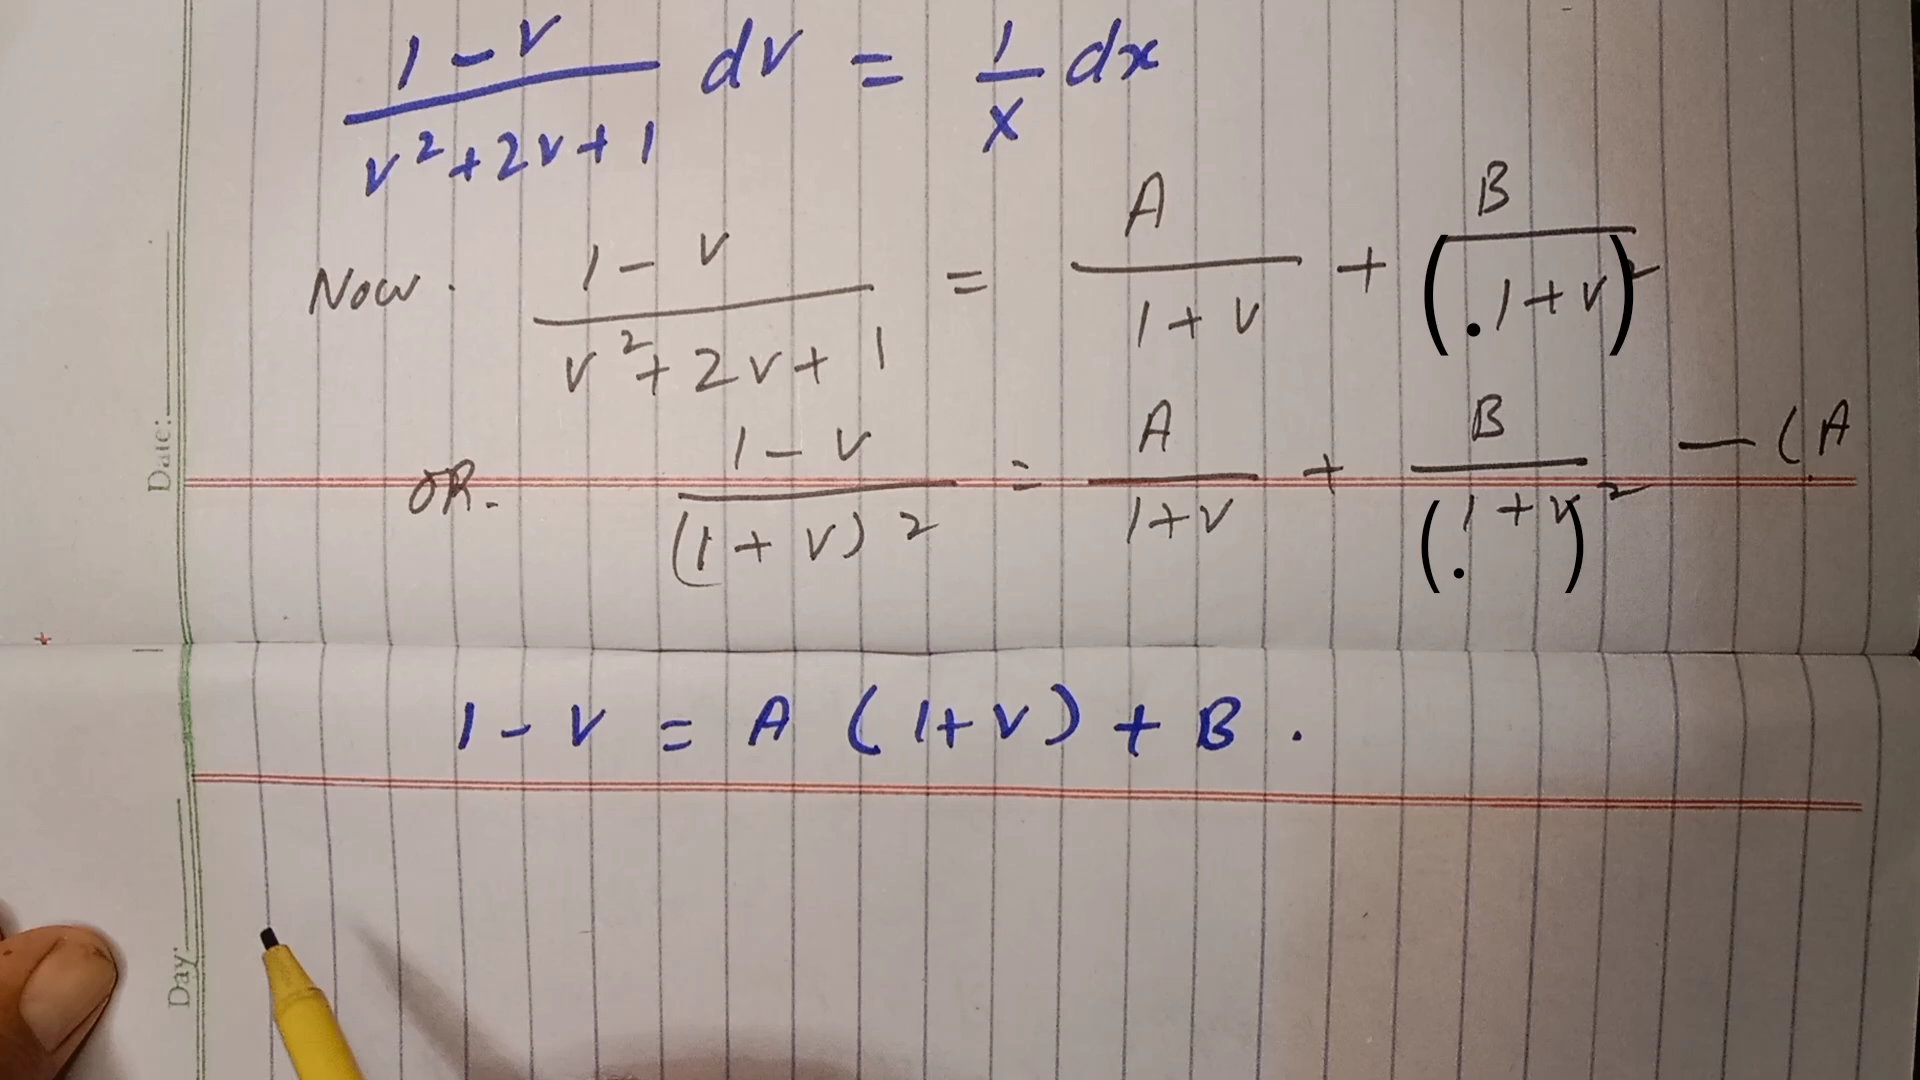 1 - v / v² + 2v + 1 dv = 1 / x dx
Now. 1 - v / v² + 2v + 1 = A / 1 + v + B / (. 1 + v)²
OR. 1 - v / (1 + v)² = A / 1 + v + B / (. 1 + v)² — (A
Date:
1 - v = A (1 + v) + B .
Day